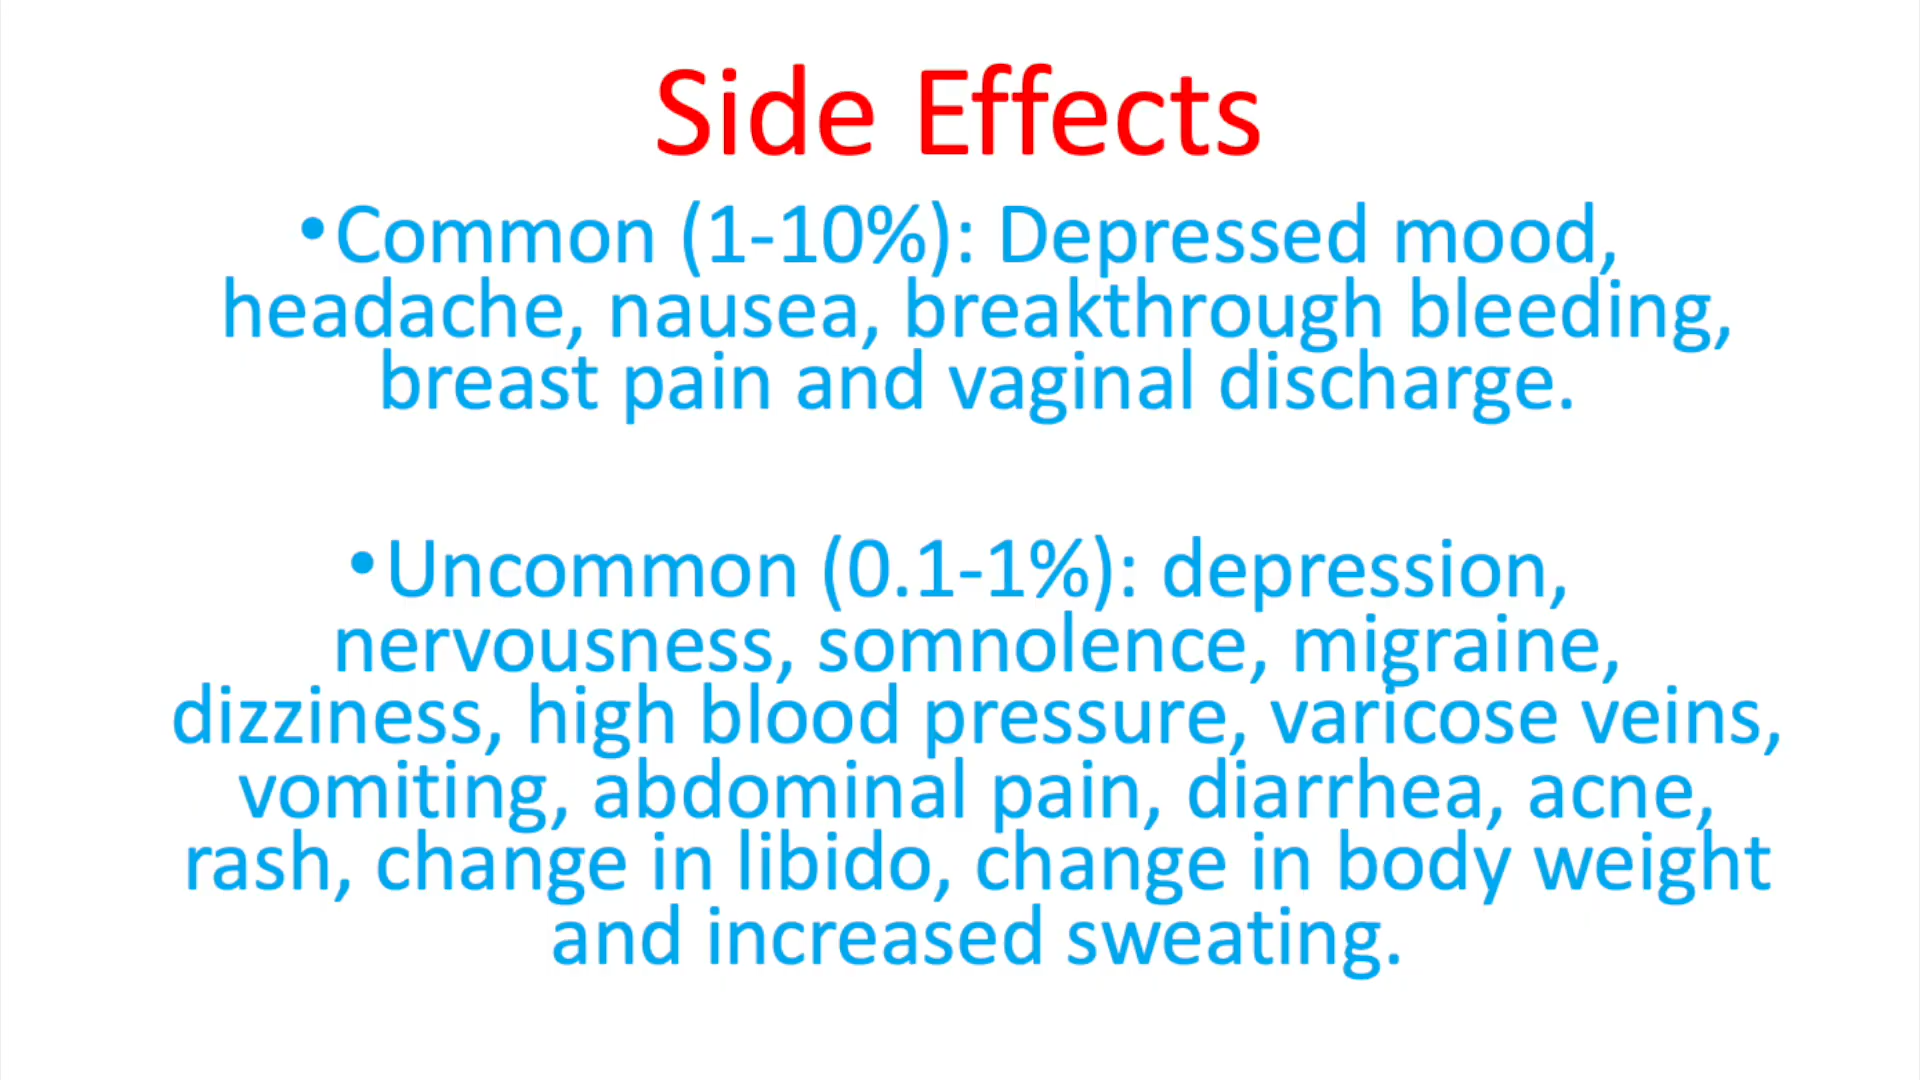 Side Effects
•Common (1-10%): Depressed mood,
headache, nausea, breakthrough bleeding,
breast pain and vaginal discharge.
•Uncommon (0.1-1%): depression,
nervousness, somnolence, migraine,
dizziness, high blood pressure, varicose veins,
vomiting, abdominal pain, diarrhea, acne,
rash, change in libido, change in body weight
and increased sweating.